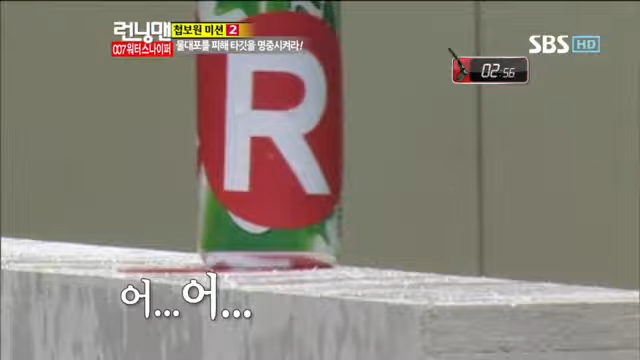 런닝맨 첩보원 미션 2
007 워터 스나이퍼 물대포를 피해 타깃을 명중시켜라!
SBS HD
02:56
R
어... 어...